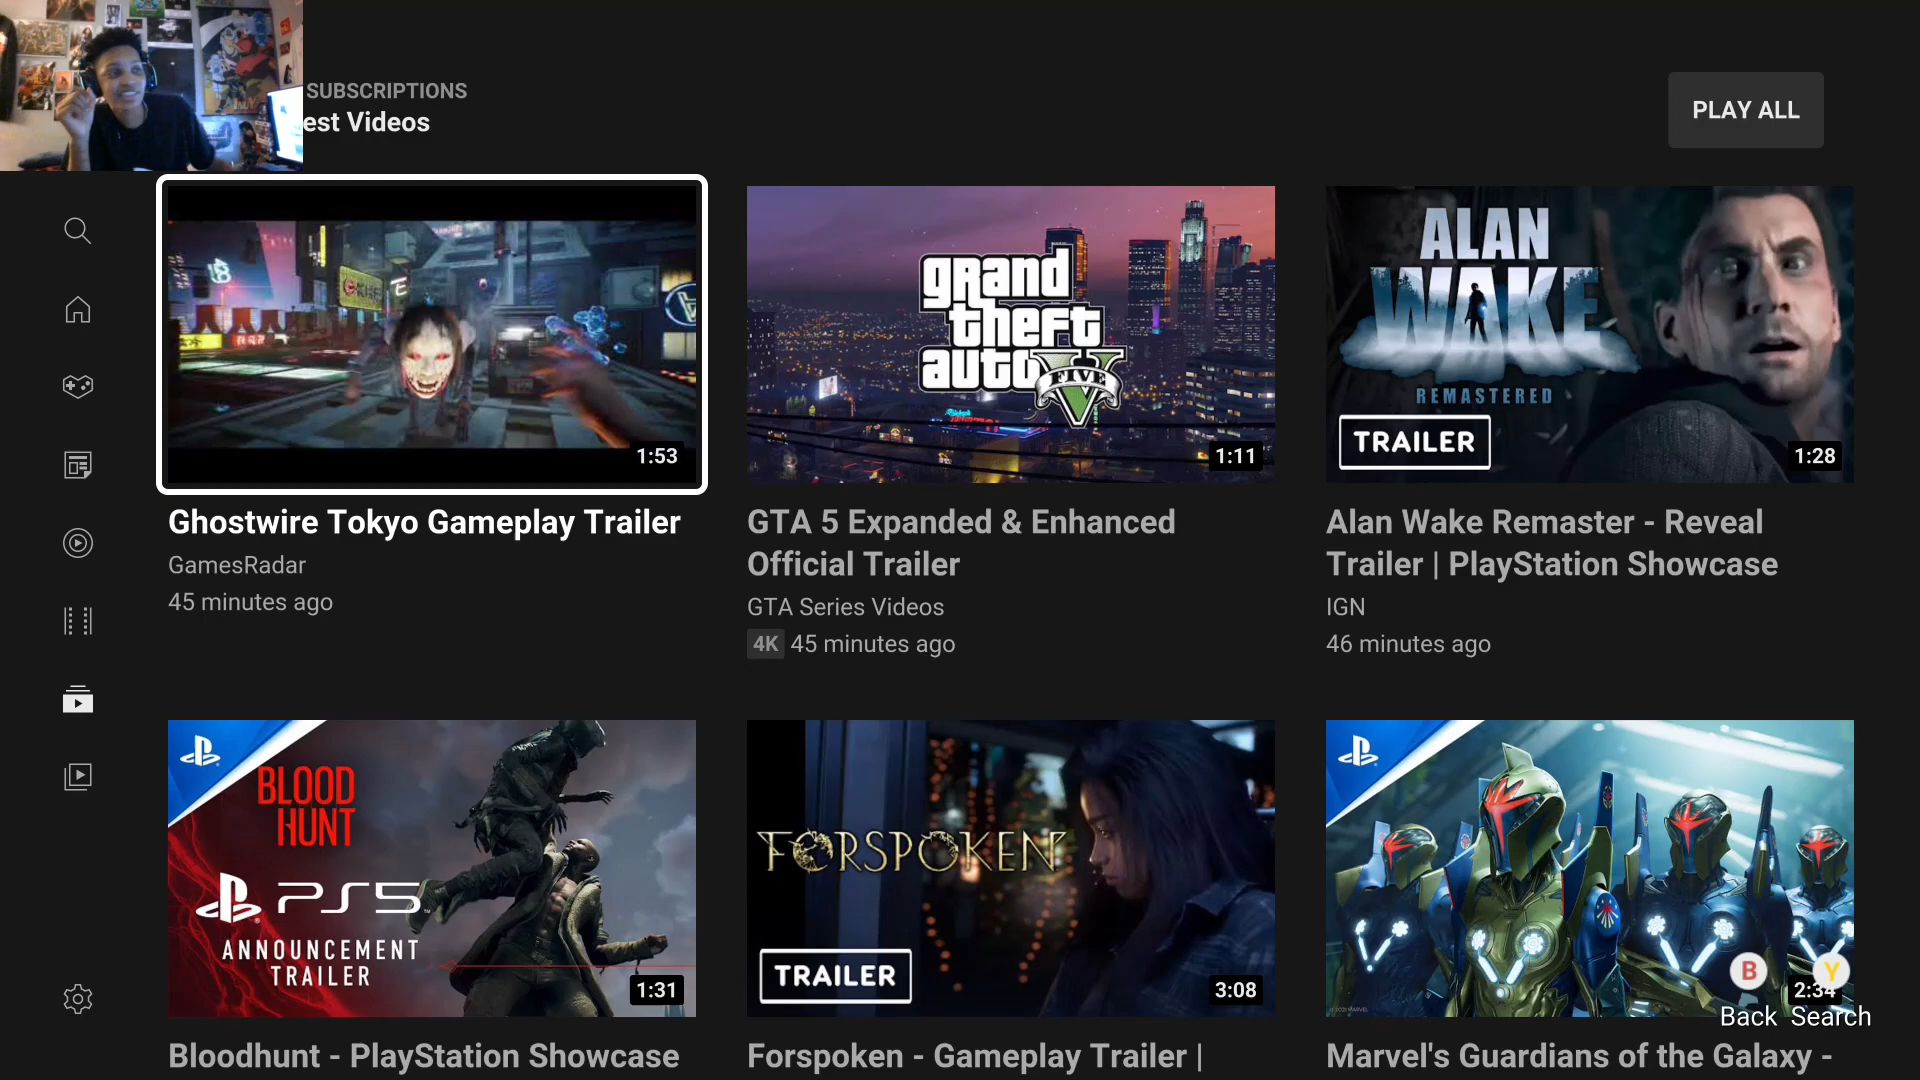 SUBSCRIPTIONS
est Videos
PLAY ALL
1:53
grand
theft
auto
FIVE
1:11
ALAN
WAKE
REMASTERED
TRAILER
1:28
Ghostwire Tokyo Gameplay Trailer
GamesRadar
45 minutes ago
GTA 5 Expanded & Enhanced
Official Trailer
GTA Series Videos
4K 45 minutes ago
Alan Wake Remaster - Reveal
Trailer | PlayStation Showcase
IGN
46 minutes ago
BLOOD
HUNT
PS5
ANNOUNCEMENT
TRAILER
1:31
FORSPOKEN
TRAILER
3:08
B Y
2:34
Back Search
Bloodhunt - PlayStation Showcase
Forspoken - Gameplay Trailer |
Marvel's Guardians of the Galaxy -